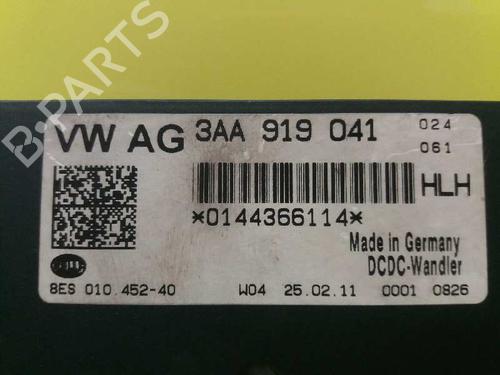 VW AG 3AA 919 041 024
061
HLH
*0144366114*
Made in Germany
DCDC-Wandler
8ES 010.452-40 W04 25.02.11 0001 0826
B-PARTS